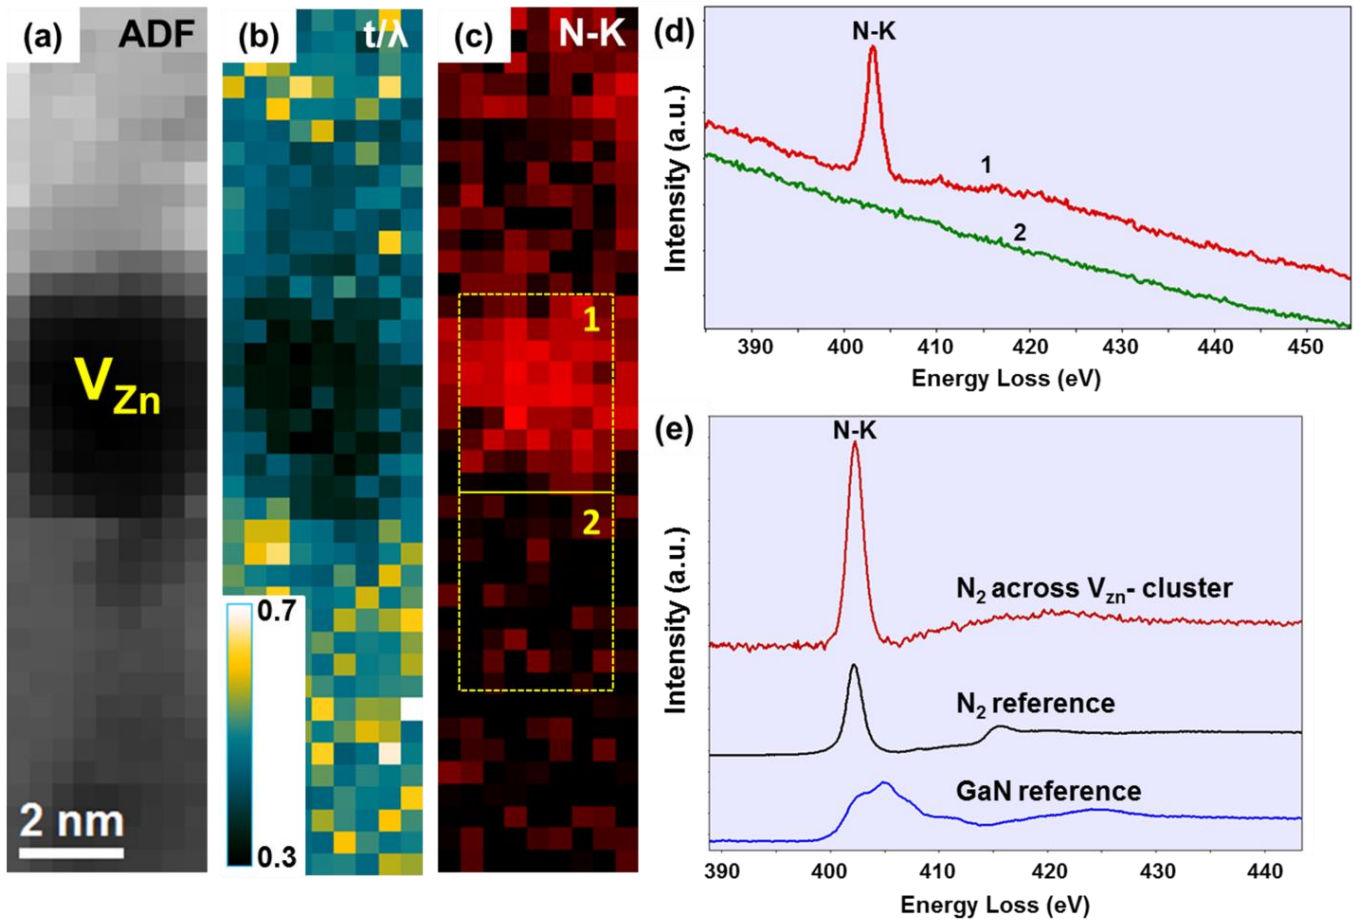 (a) ADF
V_Zn
2 nm
(b) t/λ
0.7
0.3
(c) N-K
1
2
(d)
N-K
1
2
Intensity (a.u.)
390 400 410 420 430 440 450
Energy Loss (eV)
(e)
N-K
N₂ across V_zn- cluster
N₂ reference
GaN reference
Intensity (a.u.)
390 400 410 420 430 440
Energy Loss (eV)